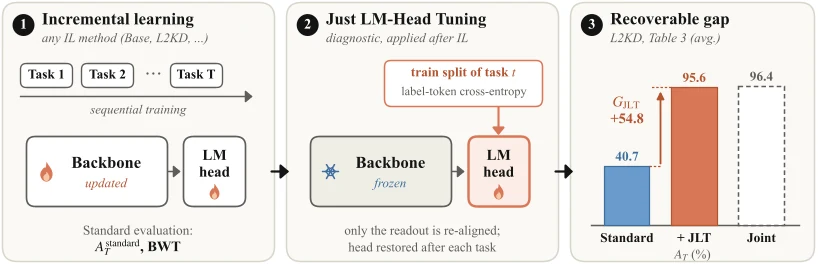 1 Incremental learning
any IL method (Base, L2KD, ...)
Task 1 Task 2 ··· Task T
sequential training
Backbone
updated
LM
head
Standard evaluation:
A_T^standard, BWT
2 Just LM-Head Tuning
diagnostic, applied after IL
train split of task t
label-token cross-entropy
Backbone
frozen
LM
head
only the readout is re-aligned;
head restored after each task
3 Recoverable gap
L2KD, Table 3 (avg.)
95.6
96.4
G_JLT
+54.8
40.7
Standard + JLT Joint
A_T (%)